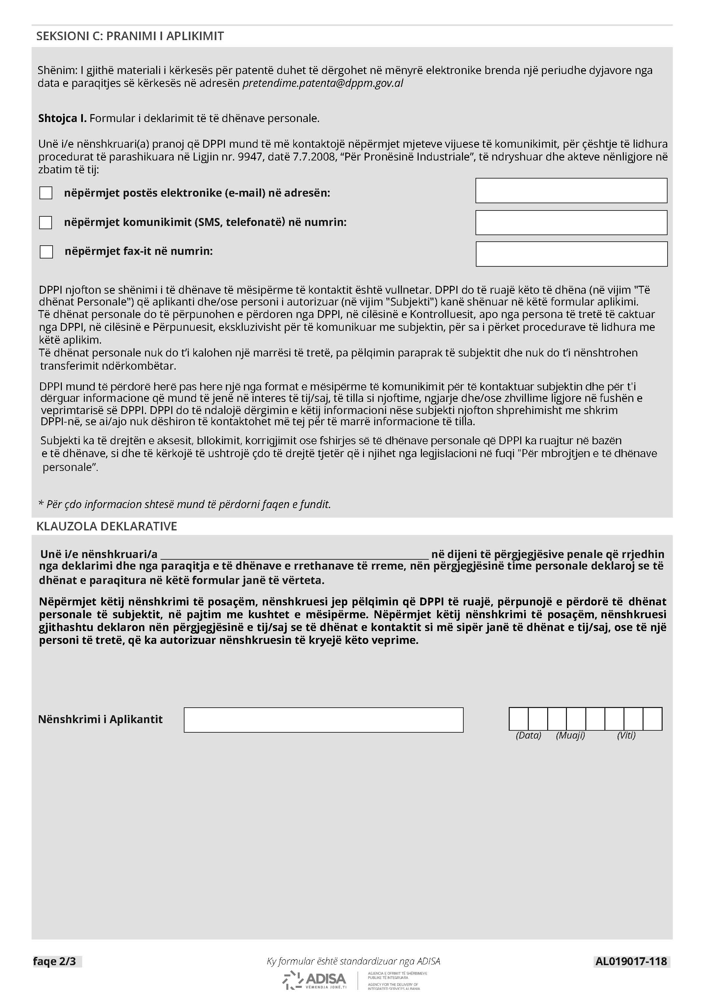 SEKSIONI C: PRANIMI I APLIKIMIT
Shënim: I gjithë materiali i kërkesës për patentë duhet të dërgohet në mënyrë elektronike brenda një periudhe dyjavore nga
data e paraqitjes së kërkesës në adresën pretendime.patenta@dppm.gov.al
Shtojca I. Formular i deklarimit të të dhënave personale.
Unë i/e nënshkruari(a) pranoj që DPPI mund të më kontaktojë nëpërmjet mjeteve vijuese të komunikimit, për çështje të lidhura
procedurat të parashikuara në Ligjin nr. 9947, datë 7.7.2008, “Për Pronësinë Industriale”, të ndryshuar dhe akteve nënligjore në
zbatim të tij:
nëpërmjet postës elektronike (e-mail) në adresën:
nëpërmjet komunikimit (SMS, telefonatë) në numrin:
nëpërmjet fax-it në numrin:
DPPI njofton se shënimi i të dhënave të mësipërme të kontaktit është vullnetar. DPPI do të ruajë këto të dhëna (në vijim "Të
dhënat Personale") që aplikanti dhe/ose personi i autorizuar (në vijim "Subjekti") kanë shënuar në këtë formular aplikimi.
Të dhënat personale do të përpunohen e përdoren nga DPPI, në cilësinë e Kontrolluesit, apo nga persona të tretë të caktuar
nga DPPI, në cilësinë e Përpunuesit, ekskluzivisht për të komunikuar me subjektin, për sa i përket procedurave të lidhura me
këtë aplikim.
Të dhënat personale nuk do t’i kalohen një marrësi të tretë, pa pëlqimin paraprak të subjektit dhe nuk do t’i nënshtrohen
transferimit ndërkombëtar.
DPPI mund të përdorë herë pas here një nga format e mësipërme të komunikimit për të kontaktuar subjektin dhe për t'i
dërguar informacione që mund të jenë në interes të tij/saj, të tilla si njoftime, ngjarje dhe/ose zhvillime ligjore në fushën e
veprimtarisë së DPPI. DPPI do të ndalojë dërgimin e këtij informacioni nëse subjekti njofton shprehimisht me shkrim
DPPI-në, se ai/ajo nuk dëshiron të kontaktohet më tej për të marrë informacione të tilla.
Subjekti ka të drejtën e aksesit, bllokimit, korrigjimit ose fshirjes së të dhënave personale që DPPI ka ruajtur në bazën
e të dhënave, si dhe të kërkojë të ushtrojë çdo të drejtë tjetër që i njihet nga legjislacioni në fuqi "Për mbrojtjen e të dhënave
personale”.
* Për çdo informacion shtesë mund të përdorni faqen e fundit.
KLAUZOLA DEKLARATIVE
Unë i/e nënshkruari/a ______________________________ në dijeni të përgjegjësive penale që rrjedhin
nga deklarimi dhe nga paraqitja e të dhënave e rrethanave të rreme, nën përgjegjësinë time personale deklaroj se të
dhënat e paraqitura në këtë formular janë të vërteta.
Nëpërmjet këtij nënshkrimi të posaçëm, nënshkruesi jep pëlqimin që DPPI të ruajë, përpunojë e përdorë të dhënat
personale të subjektit, në pajtim me kushtet e mësipërme. Nëpërmjet këtij nënshkrimi të posaçëm, nënshkruesi
gjithashtu deklaron nën përgjegjësinë e tij/saj se të dhënat e kontaktit si më sipër janë të dhënat e tij/saj, ose të një
personi të tretë, që ka autorizuar nënshkruesin të kryejë këto veprime.
Nënshkrimi i Aplikantit
(Data) (Muaji) (Viti)
faqe 2/3
Ky formular është standardizuar nga ADISA
AL019017-118
ADISA
VËMENDJA JONË, TI
AGJENCIA E OFRIMIT TË SHËRBIMEVE
PUBLIKE TË INTEGRUARA
AGENCY FOR THE DELIVERY OF
INTEGRATED SERVICES ALBANIA